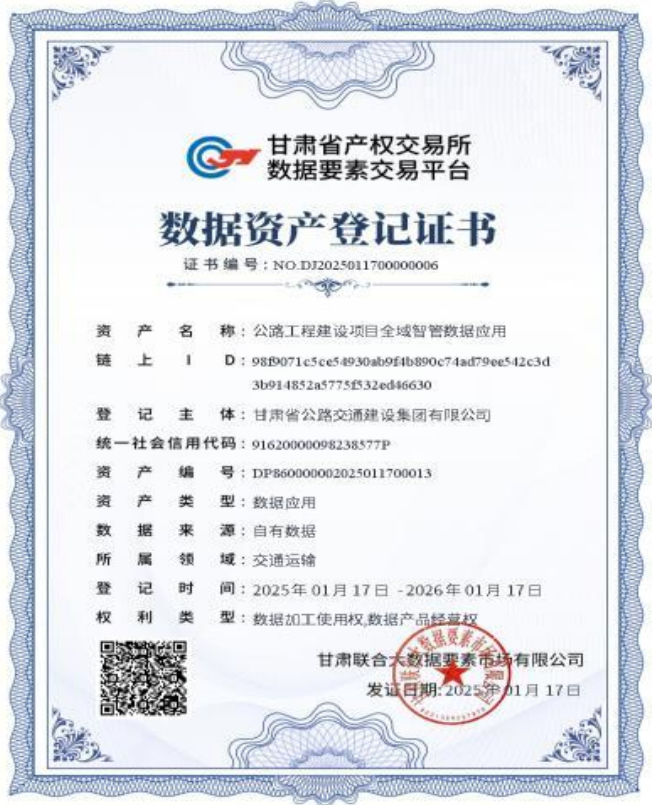 甘肃省产权交易所
数据要素交易平台
数据资产登记证书
证书编号:NO.DJ2025011700000006
资产名称:公路工程建设项目全域智管数据应用
链上ID:98f9071c5ce54930ab9f4b890c74ad79ee542c3d
3b914852a5775f532ed46630
登记主体:甘肃省公路交通建设集团有限公司
统一社会信用代码:91620000098238577P
资产编号:DP860000002025011700013
资产类型:数据应用
数据来源:自有数据
所属领域:交通运输
登记时间:2025年01月17日 -2026年01月17日
权利类型:数据加工使用权,数据产品经营权
甘肃联合大数据要素市场有限公司
发证日期:2025年01月17日